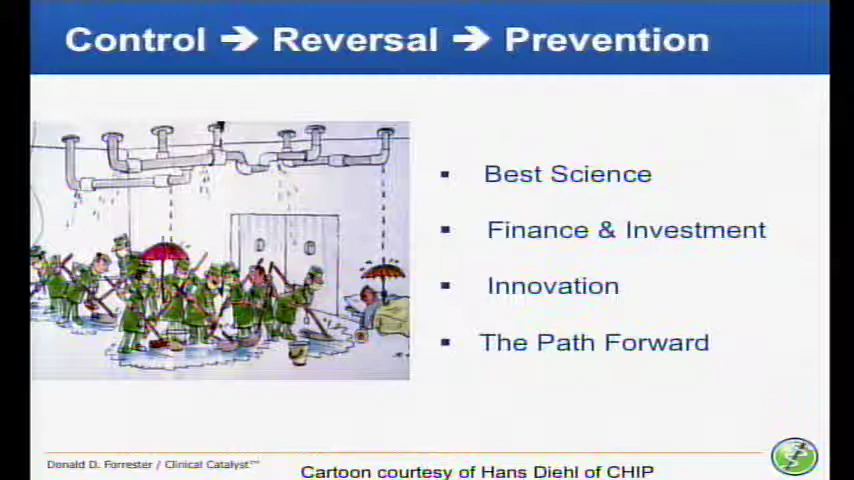 Control ➔ Reversal ➔ Prevention
▪ Best Science
▪ Finance & Investment
▪ Innovation
▪ The Path Forward
Donald D. Forrester / Clinical Catalyst™
Cartoon courtesy of Hans Diehl of CHIP